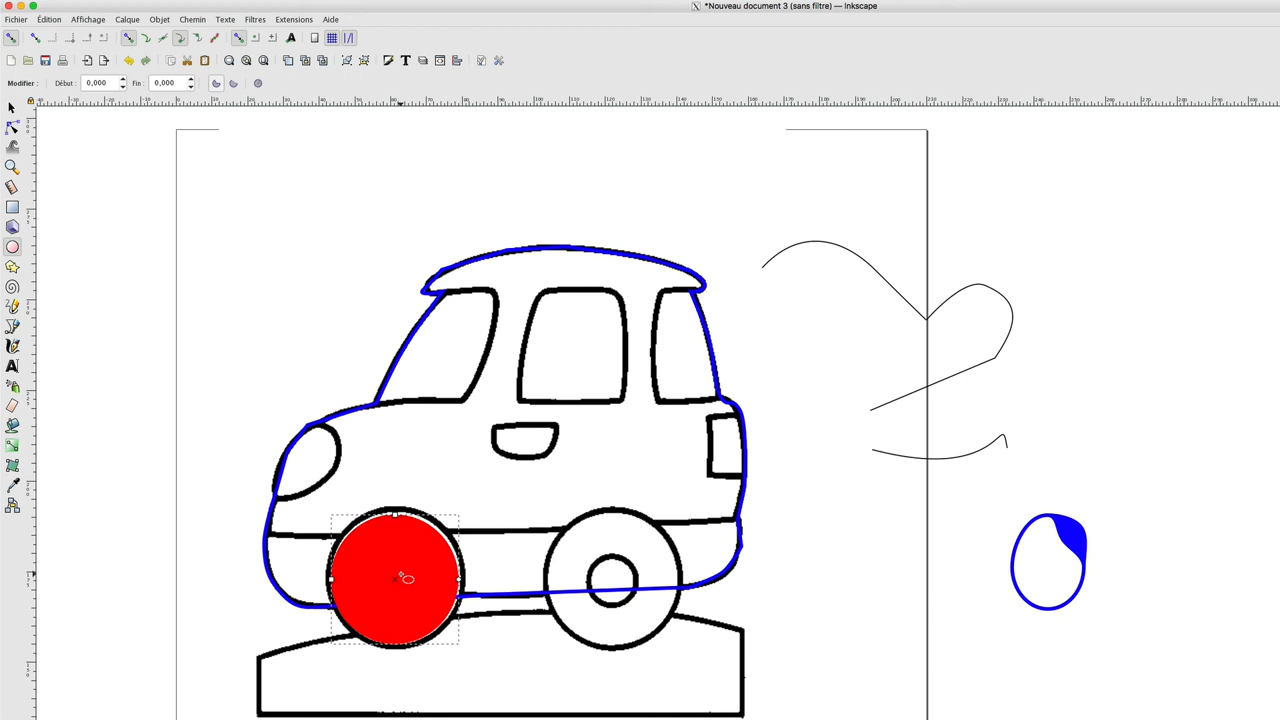 *Nouveau document 3 (sans filtre) — Inkscape
Fichier Édition Affichage Calque Objet Chemin Texte Filtres Extensions Aide
Modifier : Début : 0,000 Fin : 0,000